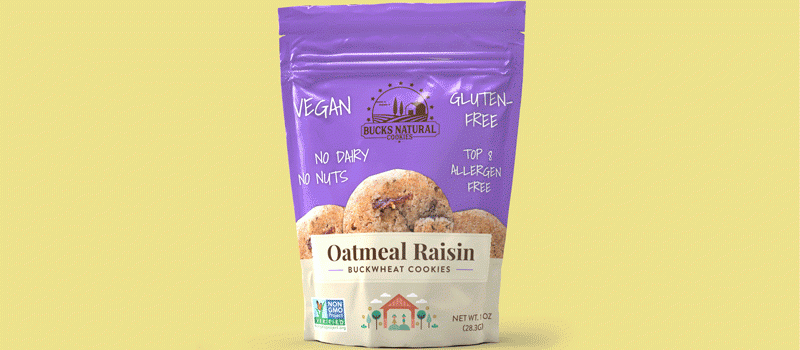 VEGAN
GLUTEN-
FREE
BUCKS NATURAL
COOKIES
NO DAIRY
NO NUTS
TOP 8
ALLERGEN
FREE
Oatmeal Raisin
BUCKWHEAT COOKIES
NON
GMO
Project
NET WT. 1 OZ
(28.3G)